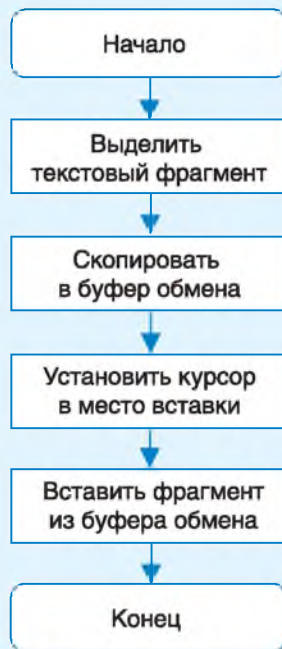 Начало
Выделить
текстовый фрагмент
Скопировать
в буфер обмена
Установить курсор
в место вставки
Вставить фрагмент
из буфера обмена
Конец